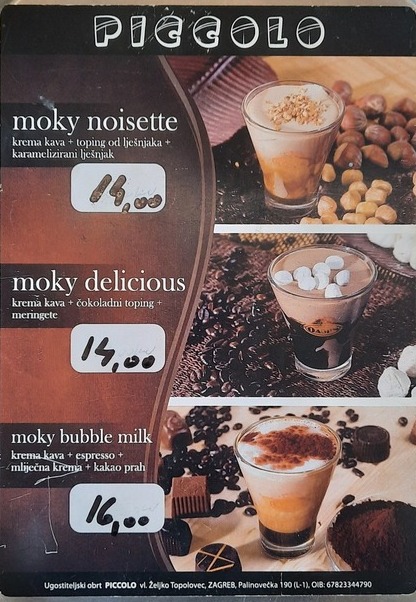 PICCOLO
moky noisette
krema kava + toping od lješnjaka +
karamelizirani lješnjak
14,00
moky delicious
krema kava + čokoladni toping +
meringete
14,00
moky bubble milk
krema kava + espresso +
mliječna krema + kakao prah
16,00
Ugostiteljski obrt PICCOLO vl. Željko Topolovec, ZAGREB, Palinovečka 190 (L-1), OIB: 67823344790